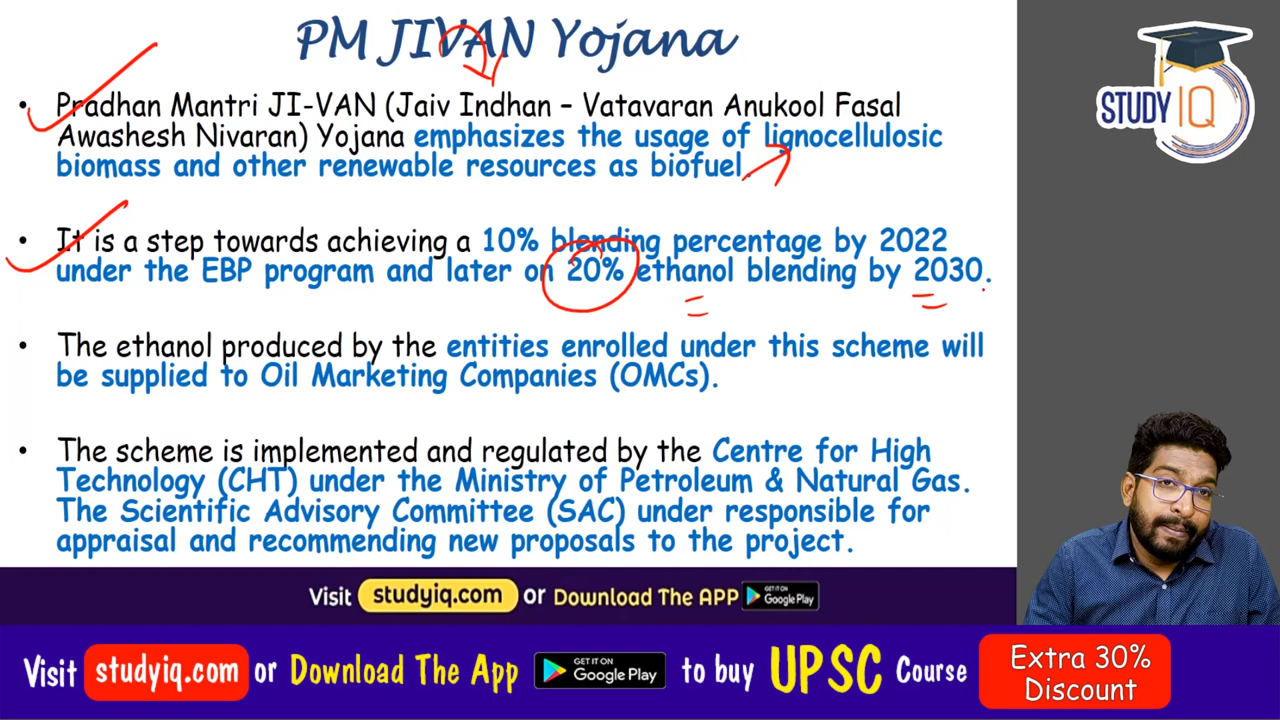 PM JIVAN Yojana
STUDY IQ
• Pradhan Mantri JI-VAN (Jaiv Indhan – Vatavaran Anukool Fasal
Awashesh Nivaran) Yojana emphasizes the usage of lignocellulosic
biomass and other renewable resources as biofuel.
• It is a step towards achieving a 10% blending percentage by 2022
under the EBP program and later on 20% ethanol blending by 2030.
• The ethanol produced by the entities enrolled under this scheme will
be supplied to Oil Marketing Companies (OMCs).
• The scheme is implemented and regulated by the Centre for High
Technology (CHT) under the Ministry of Petroleum & Natural Gas.
The Scientific Advisory Committee (SAC) under responsible for
appraisal and recommending new proposals to the project.
Visit studyiq.com or Download The APP GET IT ON Google Play
Visit studyiq.com or Download The App GET IT ON Google Play to buy UPSC Course Extra 30%
Discount